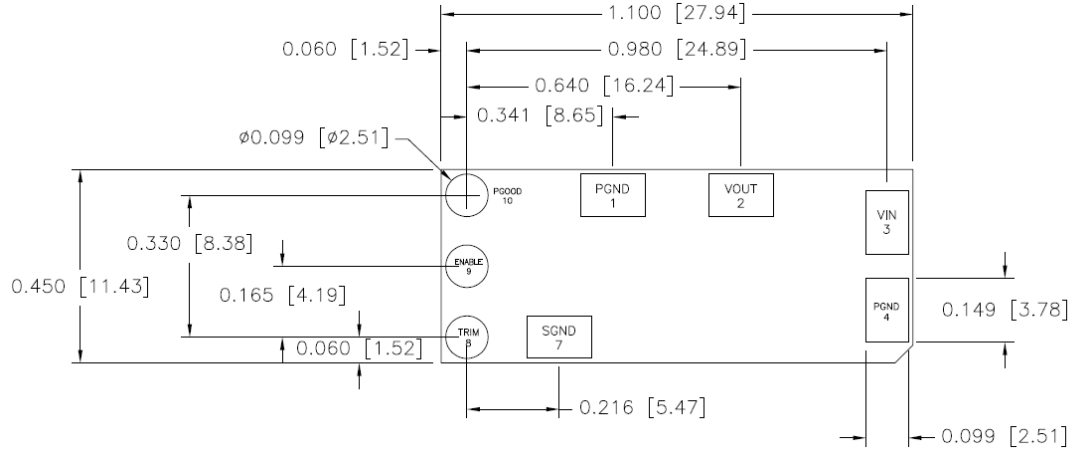 1.100 [27.94]
0.060 [1.52]
0.980 [24.89]
0.640 [16.24]
0.341 [8.65]
⌀0.099 [⌀2.51]
PGOOD
10
PGND
1
VOUT
2
VIN
3
0.330 [8.38]
ENABLE
9
0.450 [11.43]
0.165 [4.19]
PGND
4
0.149 [3.78]
TRIM
8
SGND
7
0.060 [1.52]
0.216 [5.47]
0.099 [2.51]